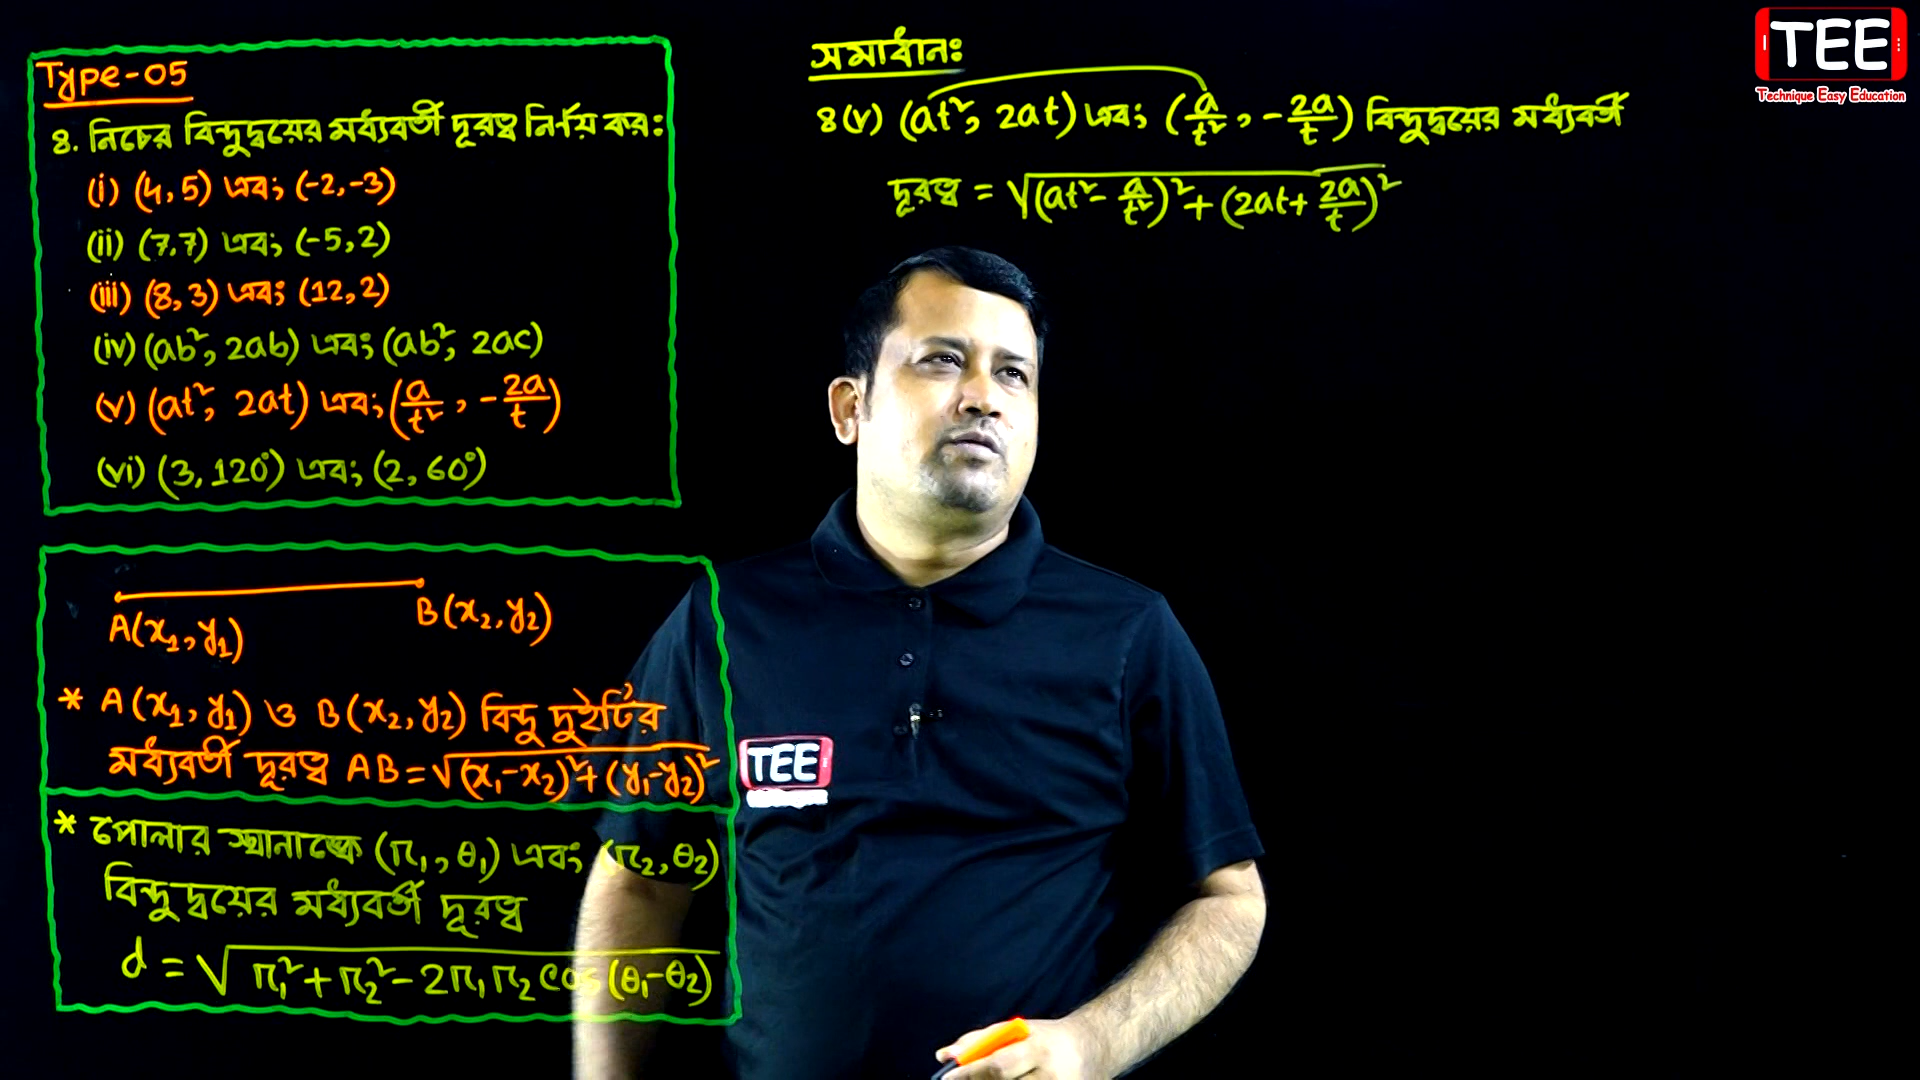 Type-05
8. নিচের বিন্দুদ্বয়ের মধ্যবর্তী দূরত্ব নির্ণয় কর:
(i) (4, 5) এবং (-2, -3)
(ii) (7, 7) এবং (-5, 2)
(iii) (8, 3) এবং (12, 2)
(iv) (ab², 2ab) এবং (ab², 2ac)
(v) (at², 2at) এবং (a/t², -2a/t)
(vi) (3, 120°) এবং (2, 60°)
A(x₁, y₁)
B(x₂, y₂)
* A(x₁, y₁) ও B(x₂, y₂) বিন্দু দুইটির
মধ্যবর্তী দূরত্ব AB = √((x₁-x₂)² + (y₁-y₂)²)
* পোলার স্থানাঙ্কে (r₁, θ₁) এবং (r₂, θ₂)
বিন্দুদ্বয়ের মধ্যবর্তী দূরত্ব
d = √(r₁² + r₂² - 2r₁r₂ cos(θ₁-θ₂))
সমাধানঃ
8(v) (at², 2at) এবং (a/t², -2a/t) বিন্দুদ্বয়ের মধ্যবর্তী
দূরত্ব = √((at² - a/t²)² + (2at + 2a/t)²)
TEE
Technique Easy Education
TEE